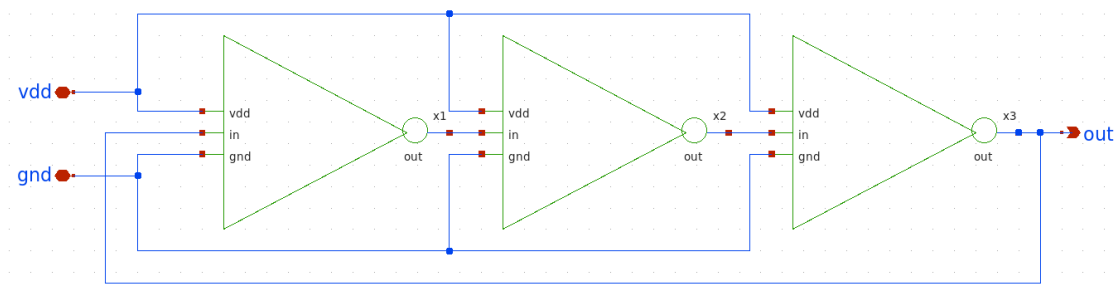 vdd
gnd
vdd
in
gnd
x1
out
vdd
in
gnd
x2
out
vdd
in
gnd
x3
out
out